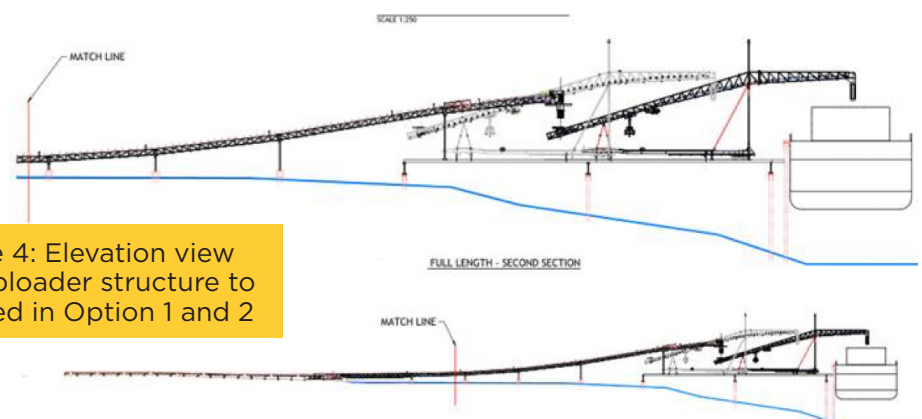 SCALE 1:250
MATCH LINE
e 4: Elevation view
ploader structure to
ed in Option 1 and 2
FULL LENGTH - SECOND SECTION
MATCH LINE